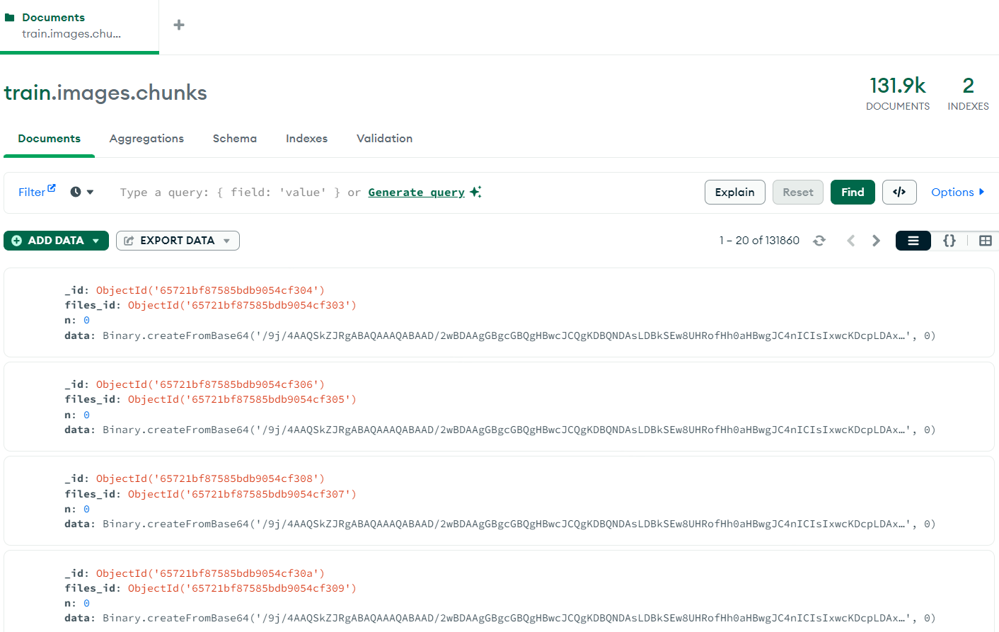 Documents
train.images.chu...
train.images.chunks
131.9k
DOCUMENTS
2
INDEXES
Documents Aggregations Schema Indexes Validation
Filter Type a query: { field: 'value' } or Generate query Explain Reset Find </> Options
ADD DATA EXPORT DATA 1 – 20 of 131860 {}
_id: ObjectId('65721bf87585bdb9054cf304')
files_id: ObjectId('65721bf87585bdb9054cf303')
n: 0
data: Binary.createFromBase64('/9j/4AAQSkZJRgABAQAAAQABAAD/2wBDAAgGBgcGBQgHBwcJCQgKDBQNDAsLDBkSEw8UHRofHh0aHBwgJC4nICIsIxwcKDcpLDAx…', 0)
_id: ObjectId('65721bf87585bdb9054cf306')
files_id: ObjectId('65721bf87585bdb9054cf305')
n: 0
data: Binary.createFromBase64('/9j/4AAQSkZJRgABAQAAAQABAAD/2wBDAAgGBgcGBQgHBwcJCQgKDBQNDAsLDBkSEw8UHRofHh0aHBwgJC4nICIsIxwcKDcpLDAx…', 0)
_id: ObjectId('65721bf87585bdb9054cf308')
files_id: ObjectId('65721bf87585bdb9054cf307')
n: 0
data: Binary.createFromBase64('/9j/4AAQSkZJRgABAQAAAQABAAD/2wBDAAgGBgcGBQgHBwcJCQgKDBQNDAsLDBkSEw8UHRofHh0aHBwgJC4nICIsIxwcKDcpLDAx…', 0)
_id: ObjectId('65721bf87585bdb9054cf30a')
files_id: ObjectId('65721bf87585bdb9054cf309')
n: 0
data: Binary.createFromBase64('/9j/4AAQSkZJRgABAQAAAQABAAD/2wBDAAgGBgcGBQgHBwcJCQgKDBQNDAsLDBkSEw8UHRofHh0aHBwgJC4nICIsIxwcKDcpLDAx…', 0)